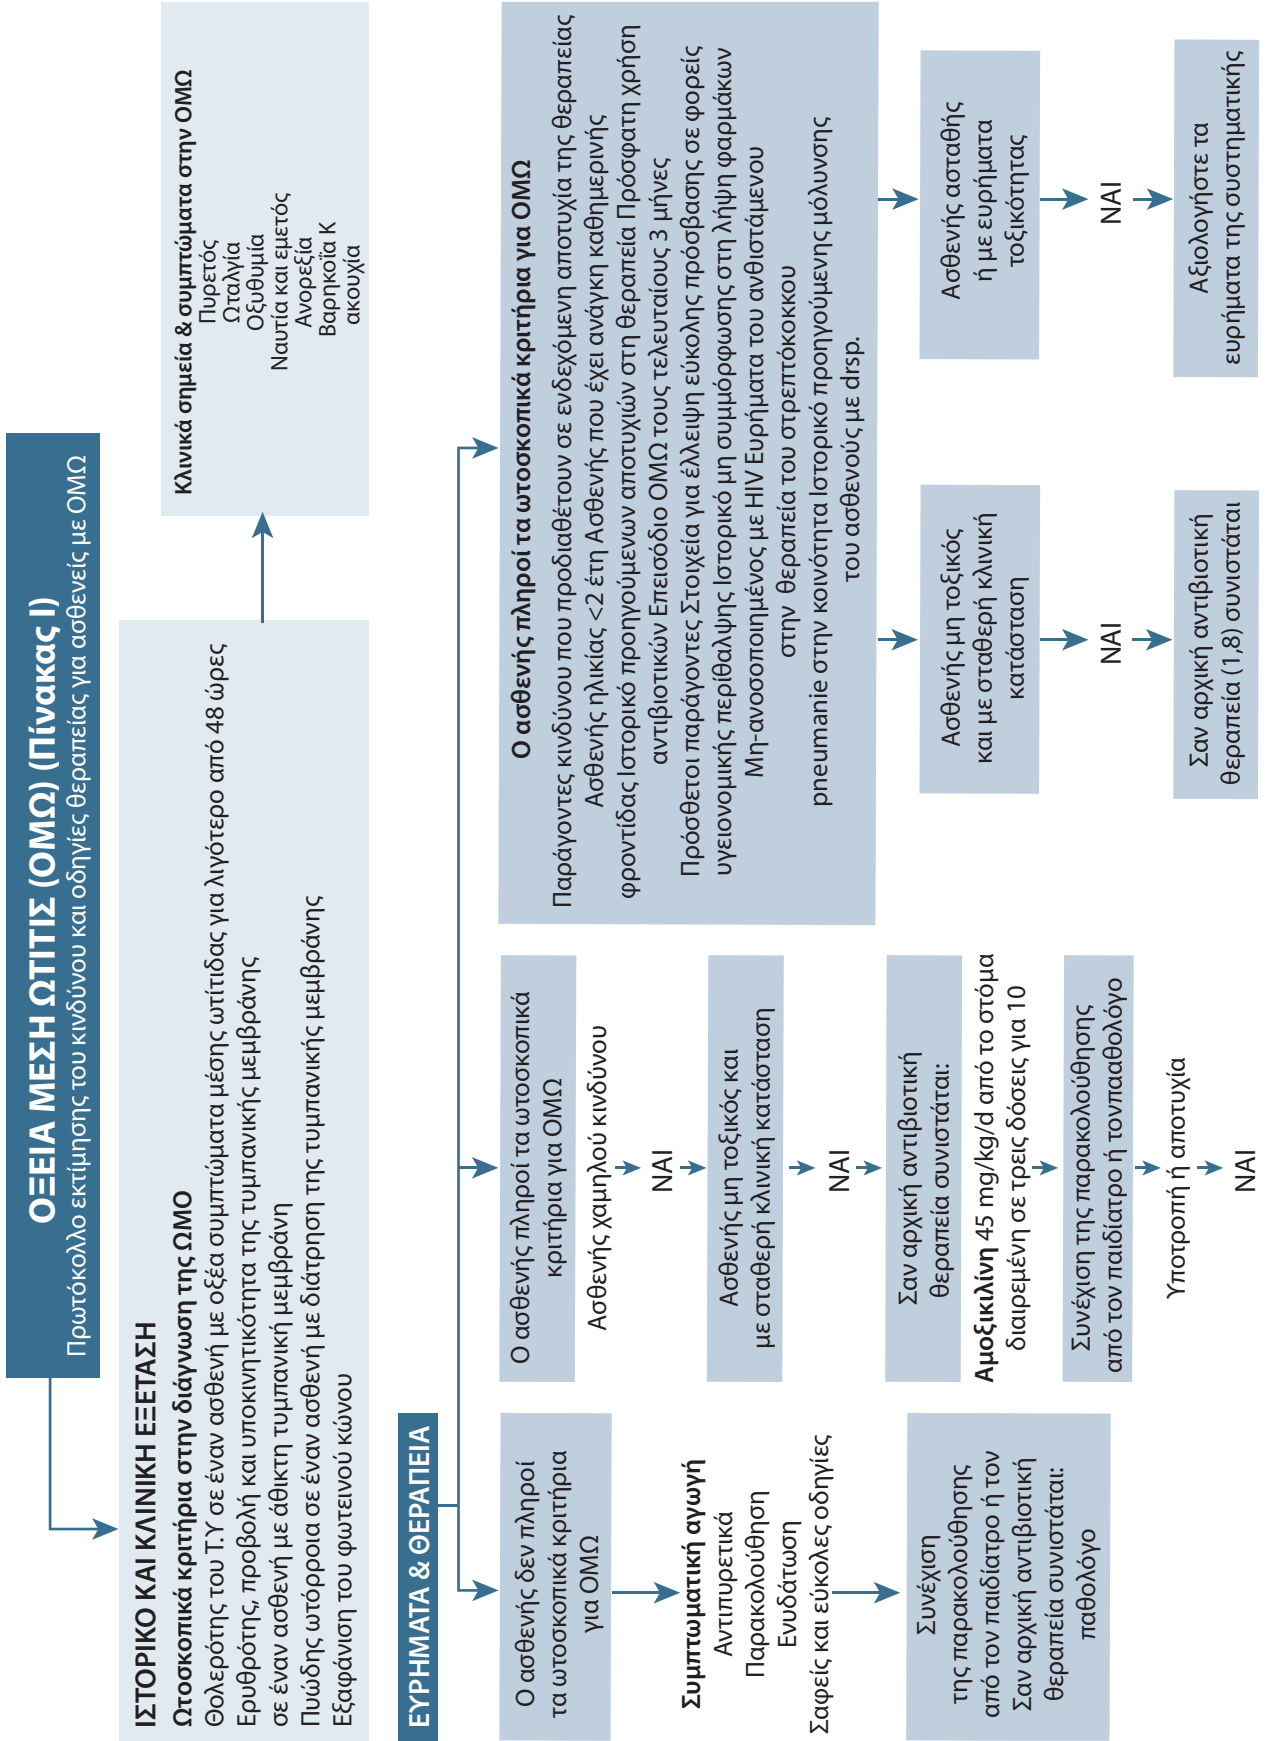 ΟΞΕΙΑ ΜΕΣΗ ΩΤΙΤΙΣ (ΟΜΩ) (Πίνακας Ι)
Πρωτόκολλο εκτίμησης του κινδύνου και οδηγίες θεραπείας για ασθενείς με ΟΜΩ
ΙΣΤΟΡΙΚΟ ΚΑΙ ΚΛΙΝΙΚΗ ΕΞΕΤΑΣΗ
Ωτοσκοπικά κριτήρια στην διάγνωση της ΩΜΟ
Θολερότης του Τ.Υ σε έναν ασθενή με οξέα συμπτώματα μέσης ωτίτιδας για λιγότερο από 48 ώρες
Ερυθρότης, προβολή και υποκινητικότητα της τυμπανικής μεμβράνης
σε έναν ασθενή με άθικτη τυμπανική μεμβράνη
Πυώδης ωτόρροια σε έναν ασθενή με διάτρηση της τυμπανικής μεμβράνης
Εξαφάνιση του φωτεινού κώνου
Κλινικά σημεία & συμπτώματα στην ΟΜΩ
Πυρετός
Ωταλγία
Οξυθυμία
Ναυτία και εμετός
Ανορεξία
Βαρηκοΐα Κ
ακουχία
ΕΥΡΗΜΑΤΑ & ΘΕΡΑΠΕΙΑ
Ο ασθενής δεν πληροί
τα ωτοσκοπικά κριτήρια
για ΟΜΩ
Συμπτωματική αγωγή
Αντιπυρετικά
Παρακολούθηση
Ενυδάτωση
Σαφείς και εύκολες οδηγίες
Συνέχιση
της παρακολούθησης
από τον παιδίατρο ή τον
Σαν αρχική αντιβιοτική
θεραπεία συνιστάται:
παθολόγο
Ο ασθενής πληροί τα ωτοσκοπικά
κριτήρια για ΟΜΩ
Ασθενής χαμηλού κινδύνου
ΝΑΙ
Ασθενής μη τοξικός και
με σταθερή κλινική κατάσταση
ΝΑΙ
Σαν αρχική αντιβιοτική
θεραπεία συνιστάται:
Αμοξικιλίνη 45 mg/kg/d από το στόμα
διαιρεμένη σε τρεις δόσεις για 10
Συνέχιση της παρακολούθησης
από τον παιδίατρο ή τονπααθολόγο
Υποτροπή ή αποτυχία
ΝΑΙ
Ο ασθενής πληροί τα ωτοσκοπικά κριτήρια για ΟΜΩ
Παράγοντες κινδύνου που προδιαθέτουν σε ενδεχόμενη αποτυχία της θεραπείας
Ασθενής ηλικίας <2 έτη Ασθενής που έχει ανάγκη καθημερινής
φροντίδας Ιστορικό προηγούμενων αποτυχιών στη θεραπεία Πρόσφατη χρήση
αντιβιοτικών Επεισόδιο ΟΜΩ τους τελευταίους 3 μήνες
Πρόσθετοι παράγοντες Στοιχεία για έλλειψη εύκολης πρόσβασης σε φορείς
υγειονομικής περίθαλψης Ιστορικό μη συμμόρφωσης στη λήψη φαρμάκων
Μη-ανοσοποιημένος με HIV Ευρήματα του ανθιστάμενου
στην θεραπεία του στρεπτόκοκκου
pneumanie στην κοινότητα Ιστορικό προηγούμενης μόλυνσης
του ασθενούς με drsp.
Ασθενής μη τοξικός
και με σταθερή κλινική
κατάσταση
ΝΑΙ
Σαν αρχική αντιβιοτική
θεραπεία (1,8) συνιστάται
Ασθενής ασταθής
ή με ευρήματα
τοξικότητας
ΝΑΙ
Αξιολογήστε τα
ευρήματα της συστηματικής